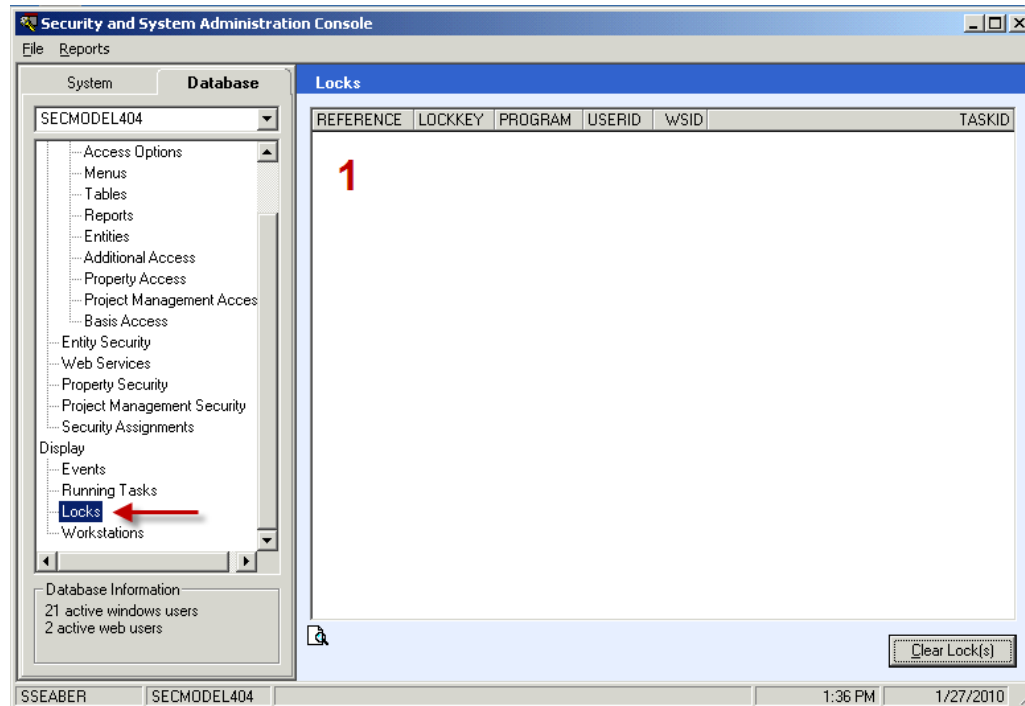 Security and System Administration Console
File Reports
System Database
SECMODEL404
Access Options
Menus
Tables
Reports
Entities
Additional Access
Property Access
Project Management Acces
Basis Access
Entity Security
Web Services
Property Security
Project Management Security
Security Assignments
Display
Events
Running Tasks
Locks
Workstations
Database Information
21 active windows users
2 active web users
Locks
REFERENCE LOCKKEY PROGRAM USERID WSID TASKID
1
Clear Lock(s)
SSEABER SECMODEL404 1:36 PM 1/27/2010